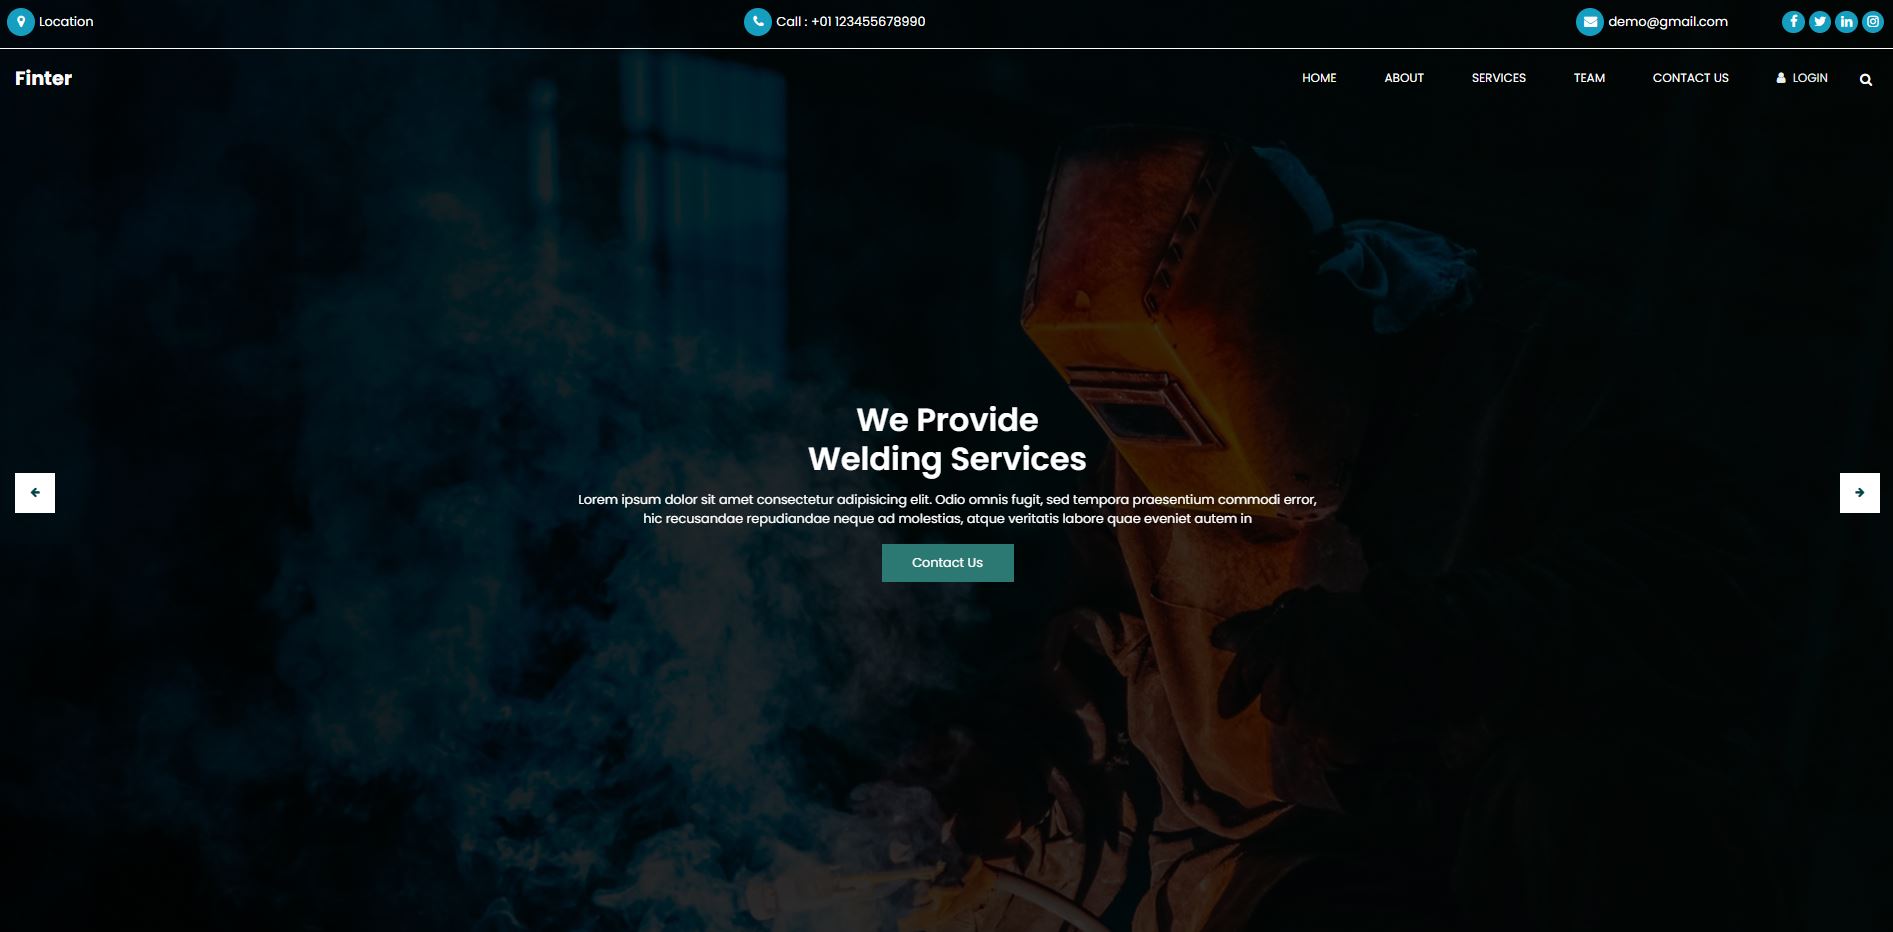 Location
Call : +01 123455678990
demo@gmail.com
Finter
HOME
ABOUT
SERVICES
TEAM
CONTACT US
LOGIN
We Provide
Welding Services
Lorem ipsum dolor sit amet consectetur adipisicing elit. Odio omnis fugit, sed tempora praesentium commodi error,
hic recusandae repudiandae neque ad molestias, atque veritatis labore quae eveniet autem in
Contact Us